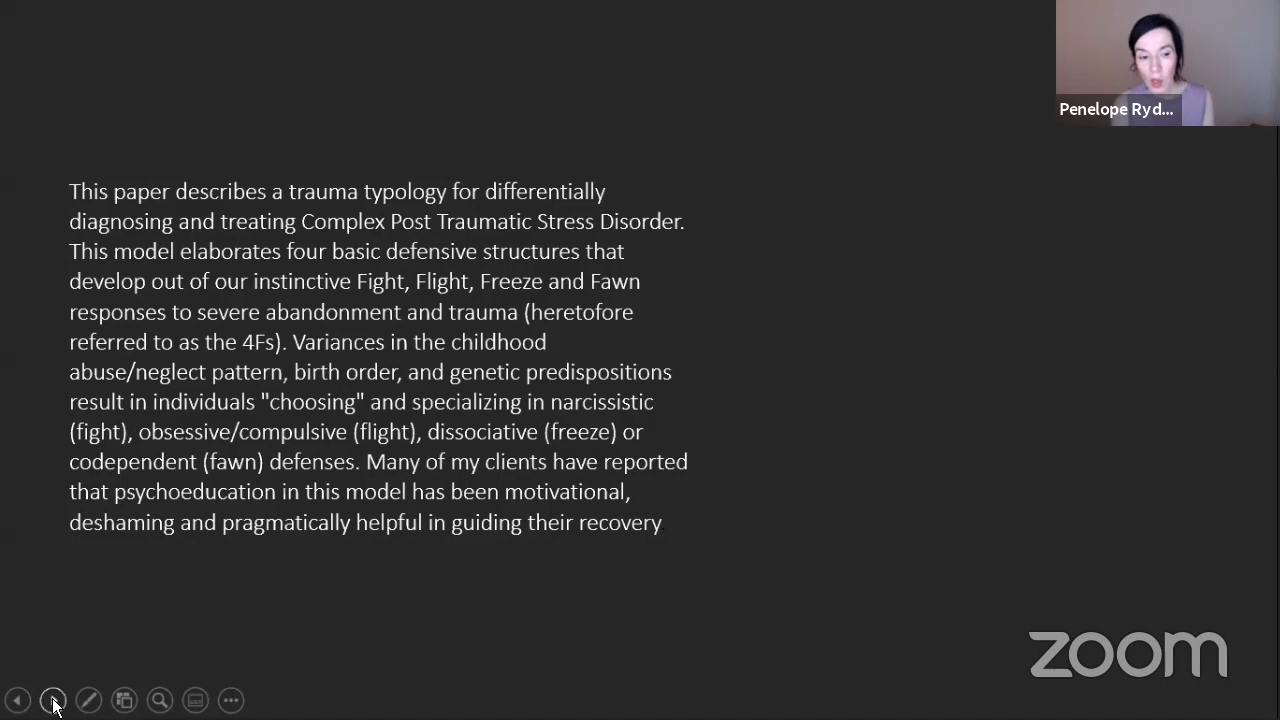 Penelope Ryd...
This paper describes a trauma typology for differentially
diagnosing and treating Complex Post Traumatic Stress Disorder.
This model elaborates four basic defensive structures that
develop out of our instinctive Fight, Flight, Freeze and Fawn
responses to severe abandonment and trauma (heretofore
referred to as the 4Fs). Variances in the childhood
abuse/neglect pattern, birth order, and genetic predispositions
result in individuals "choosing" and specializing in narcissistic
(fight), obsessive/compulsive (flight), dissociative (freeze) or
codependent (fawn) defenses. Many of my clients have reported
that psychoeducation in this model has been motivational,
deshaming and pragmatically helpful in guiding their recovery.
zoom